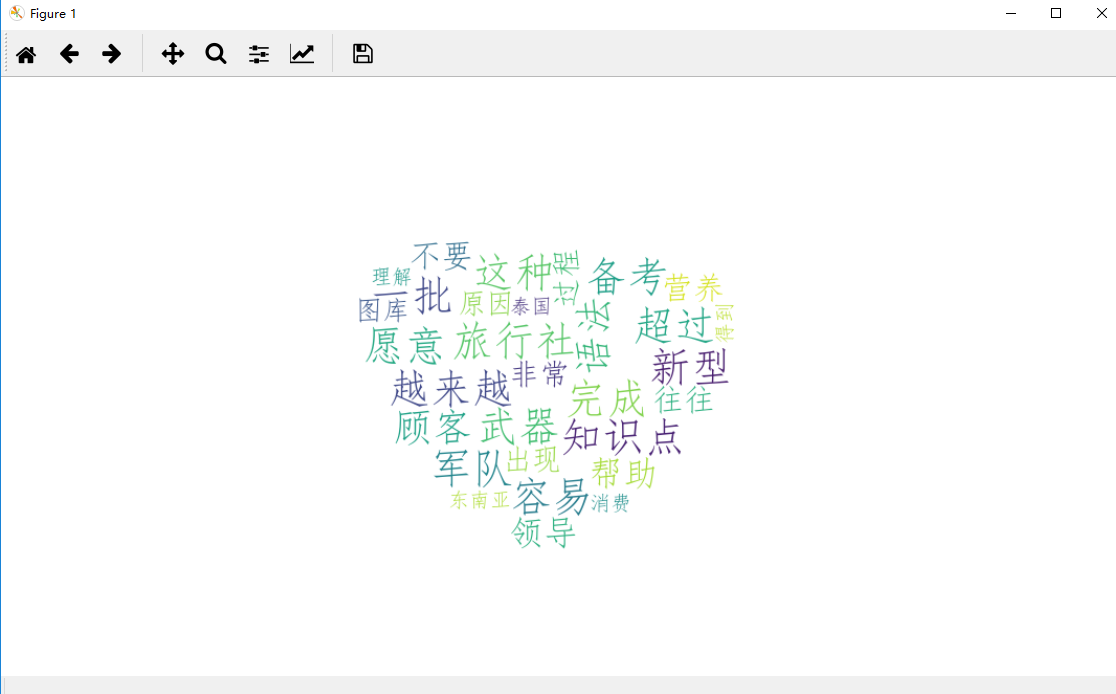 Figure 1
不要
这种
过程
备考
理解
一批
营养
图库
原因
泰国
语法
超过
得到
愿意
旅行社
新型
越来越
非常
完成
往往
顾客
武器
知识点
军队
出现
帮助
东南亚
容易
消费
领导